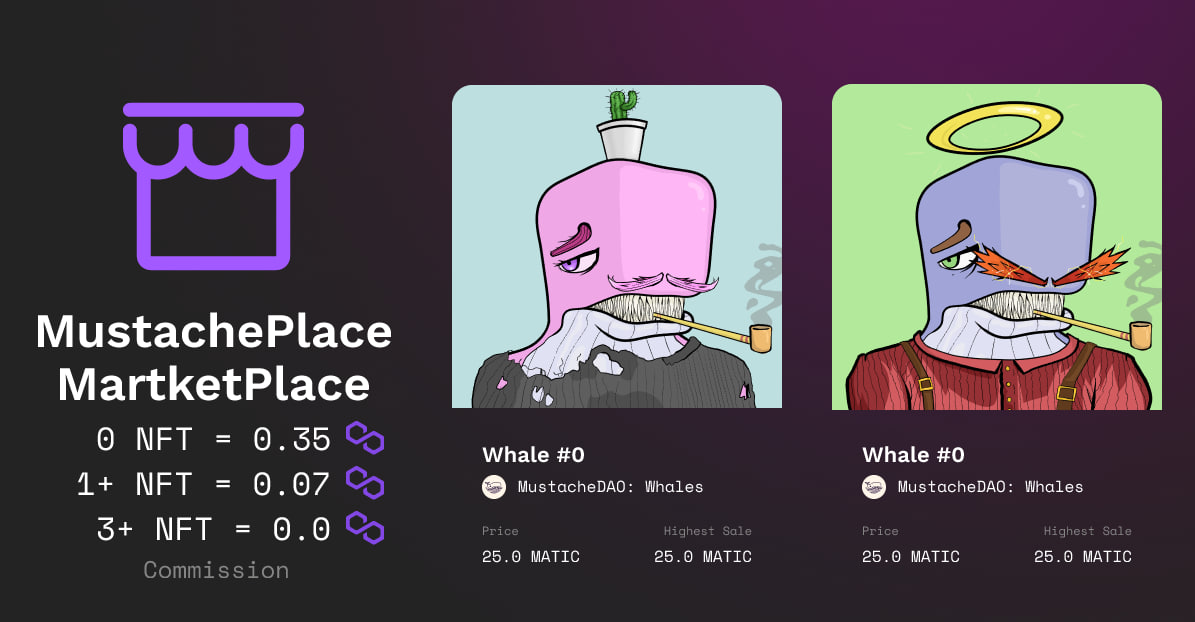 MustachePlace
MartketPlace
0 NFT = 0.35
1+ NFT = 0.07
3+ NFT = 0.0
Commission
Whale #0
MustacheDAO: Whales
Price
Highest Sale
25.0 MATIC
25.0 MATIC
Whale #0
MustacheDAO: Whales
Price
Highest Sale
25.0 MATIC
25.0 MATIC